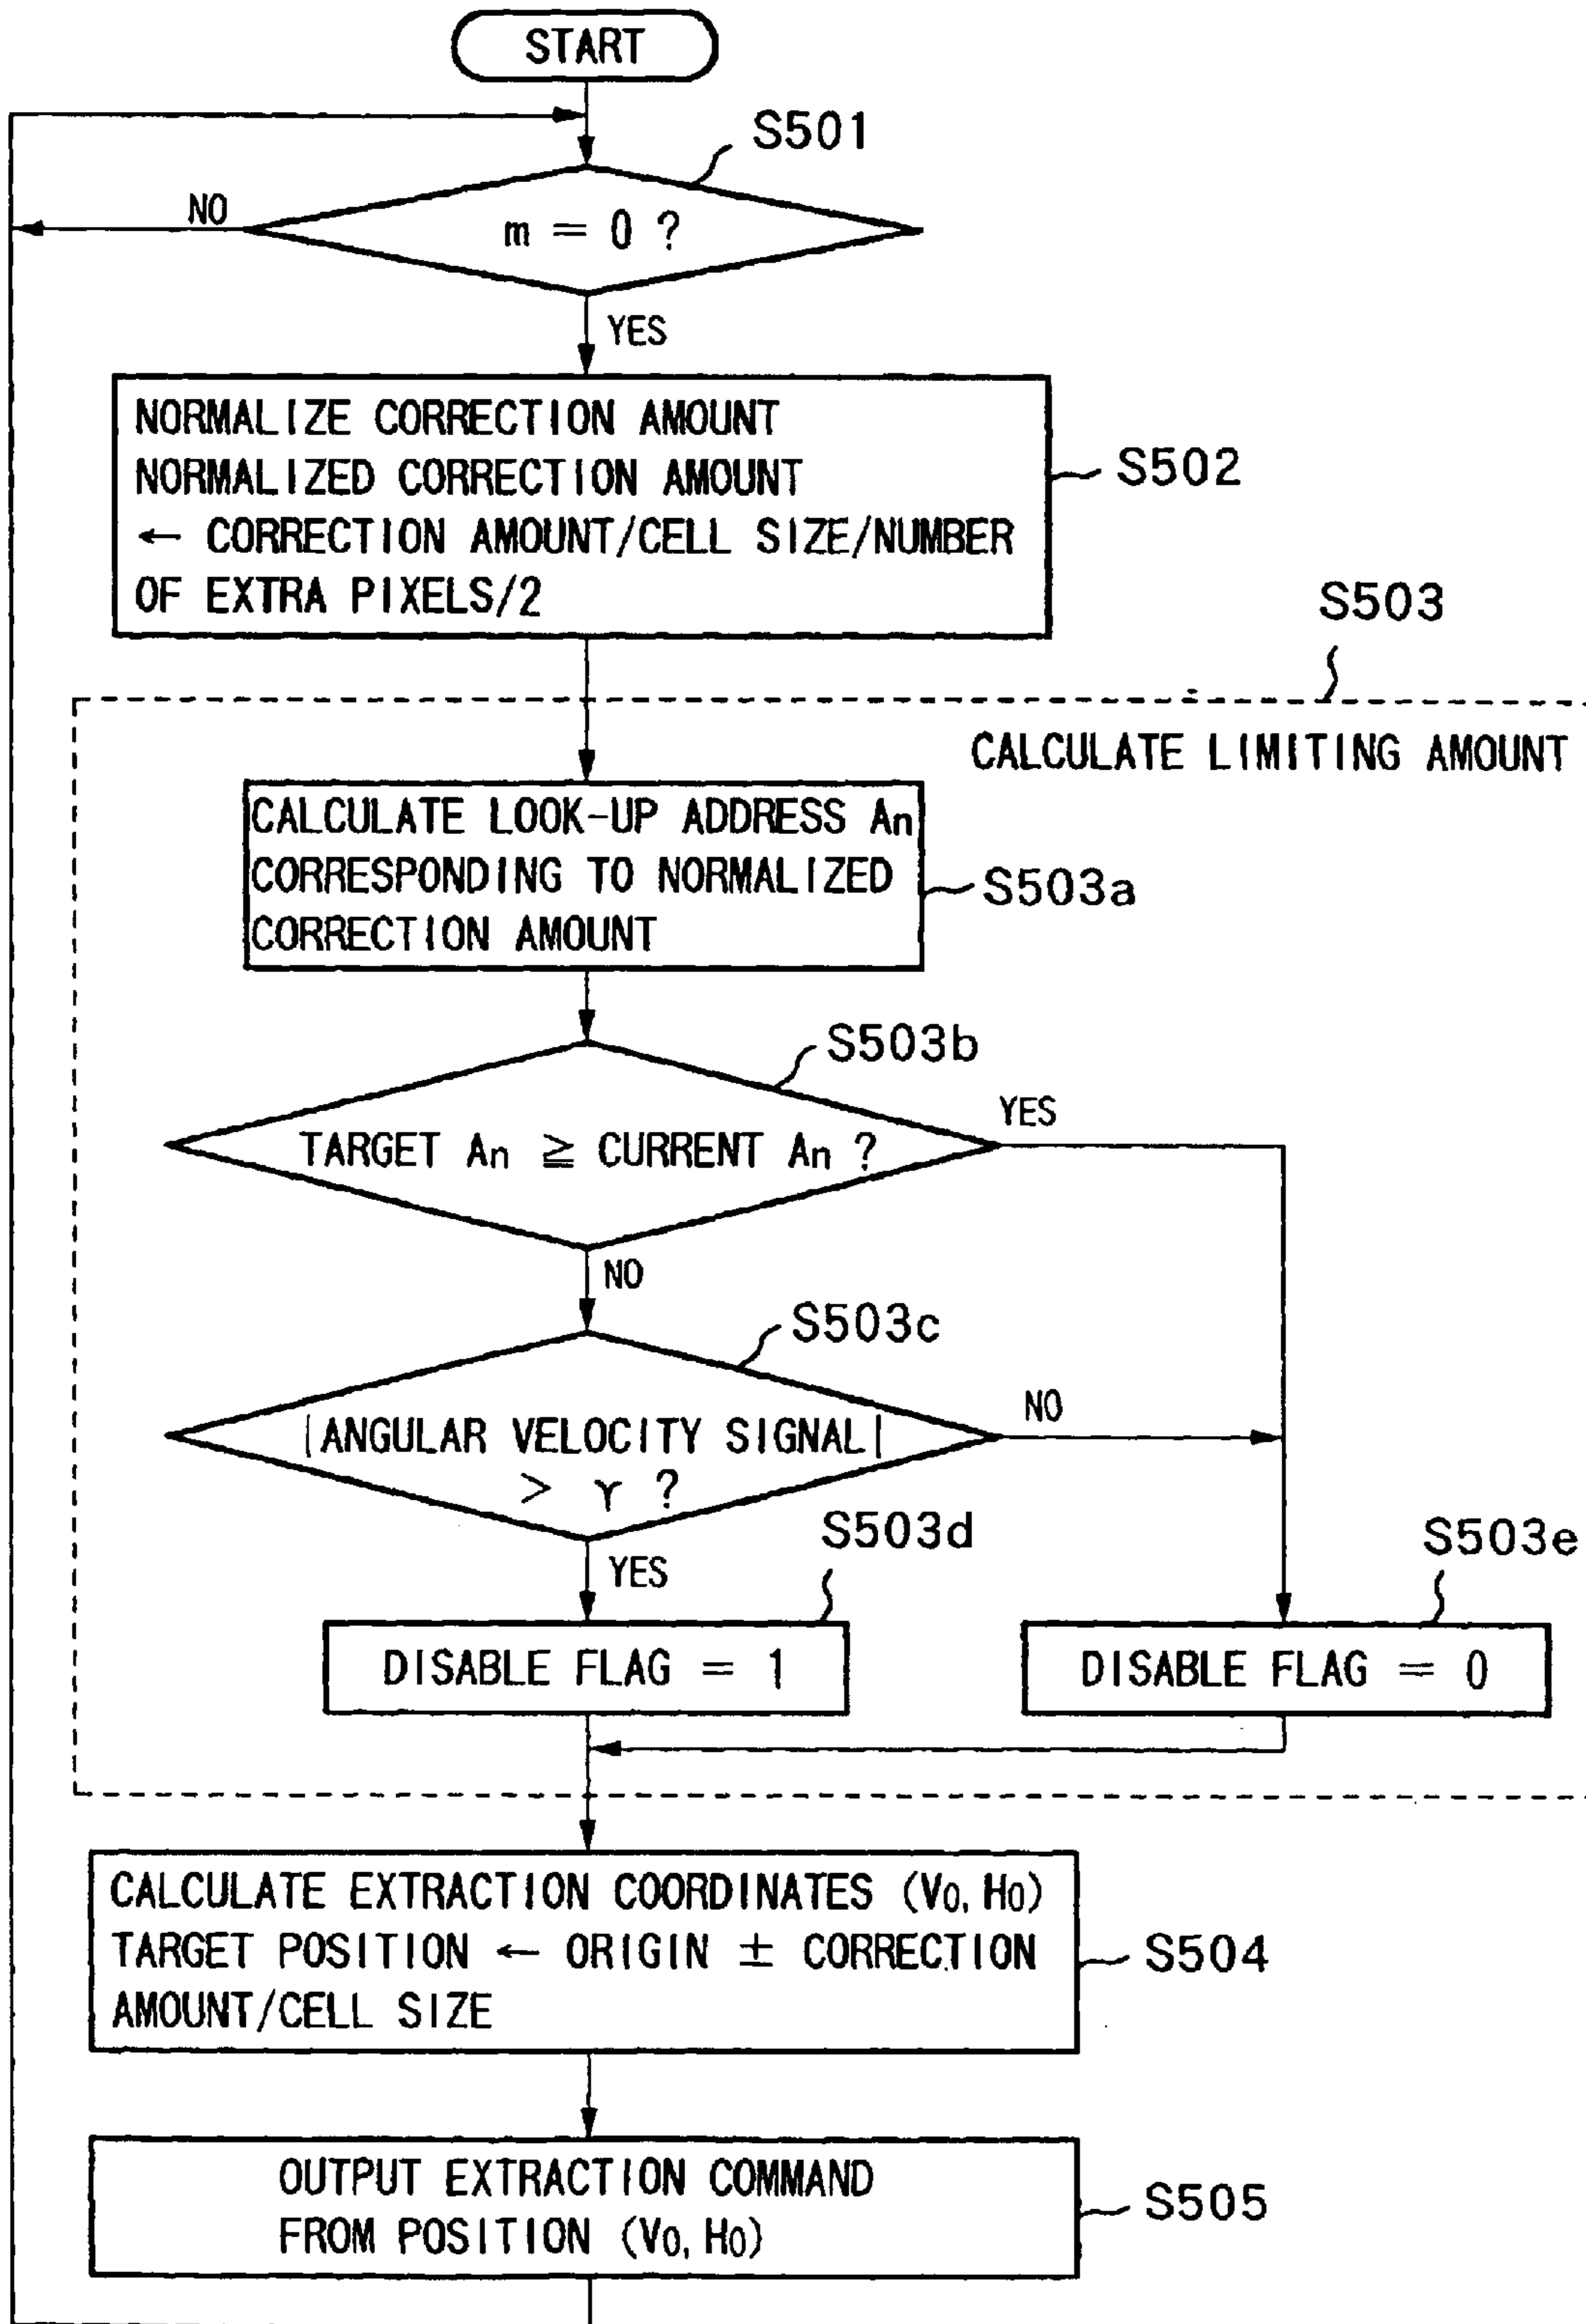 START
S501
NO
m = 0 ?
YES
NORMALIZE CORRECTION AMOUNT
NORMALIZED CORRECTION AMOUNT
← CORRECTION AMOUNT/CELL SIZE/NUMBER
OF EXTRA PIXELS/2
S502
S503
CALCULATE LIMITING AMOUNT
CALCULATE LOOK-UP ADDRESS An
CORRESPONDING TO NORMALIZED
CORRECTION AMOUNT
S503a
S503b
TARGET An ≧ CURRENT An ?
YES
NO
S503c
|ANGULAR VELOCITY SIGNAL|
> γ ?
NO
YES
S503d
S503e
DISABLE FLAG = 1
DISABLE FLAG = 0
CALCULATE EXTRACTION COORDINATES (V0, H0)
TARGET POSITION ← ORIGIN ± CORRECTION
AMOUNT/CELL SIZE
S504
OUTPUT EXTRACTION COMMAND
FROM POSITION (V0, H0)
S505